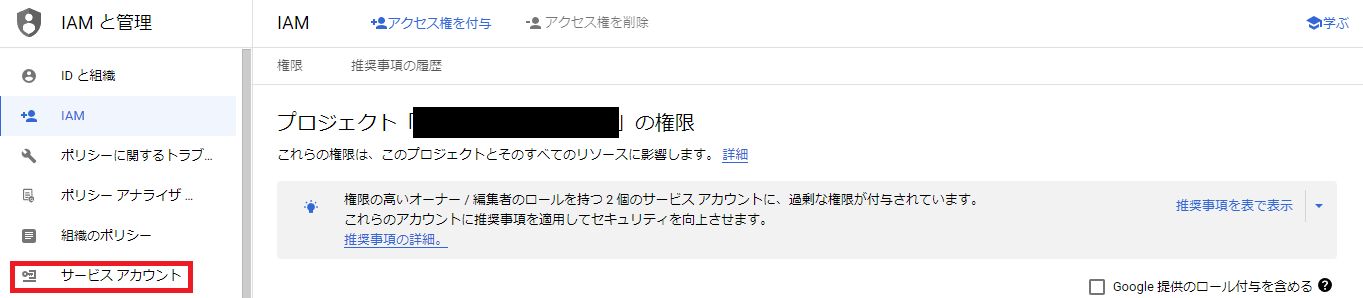 IAM と管理
ID と組織
IAM
ポリシーに関するトラブ...
ポリシー アナライザ ...
組織のポリシー
サービス アカウント
IAM
アクセス権を付与
アクセス権を削除
学ぶ
権限
推奨事項の履歴
プロジェクト「 」の権限
これらの権限は、このプロジェクトとそのすべてのリソースに影響します。 詳細
権限の高いオーナー / 編集者のロールを持つ 2 個のサービス アカウントに、過剰な権限が付与されています。
これらのアカウントに推奨事項を適用してセキュリティを向上させます。
推奨事項の詳細。
推奨事項を表で表示
Google 提供のロール付与を含める ?